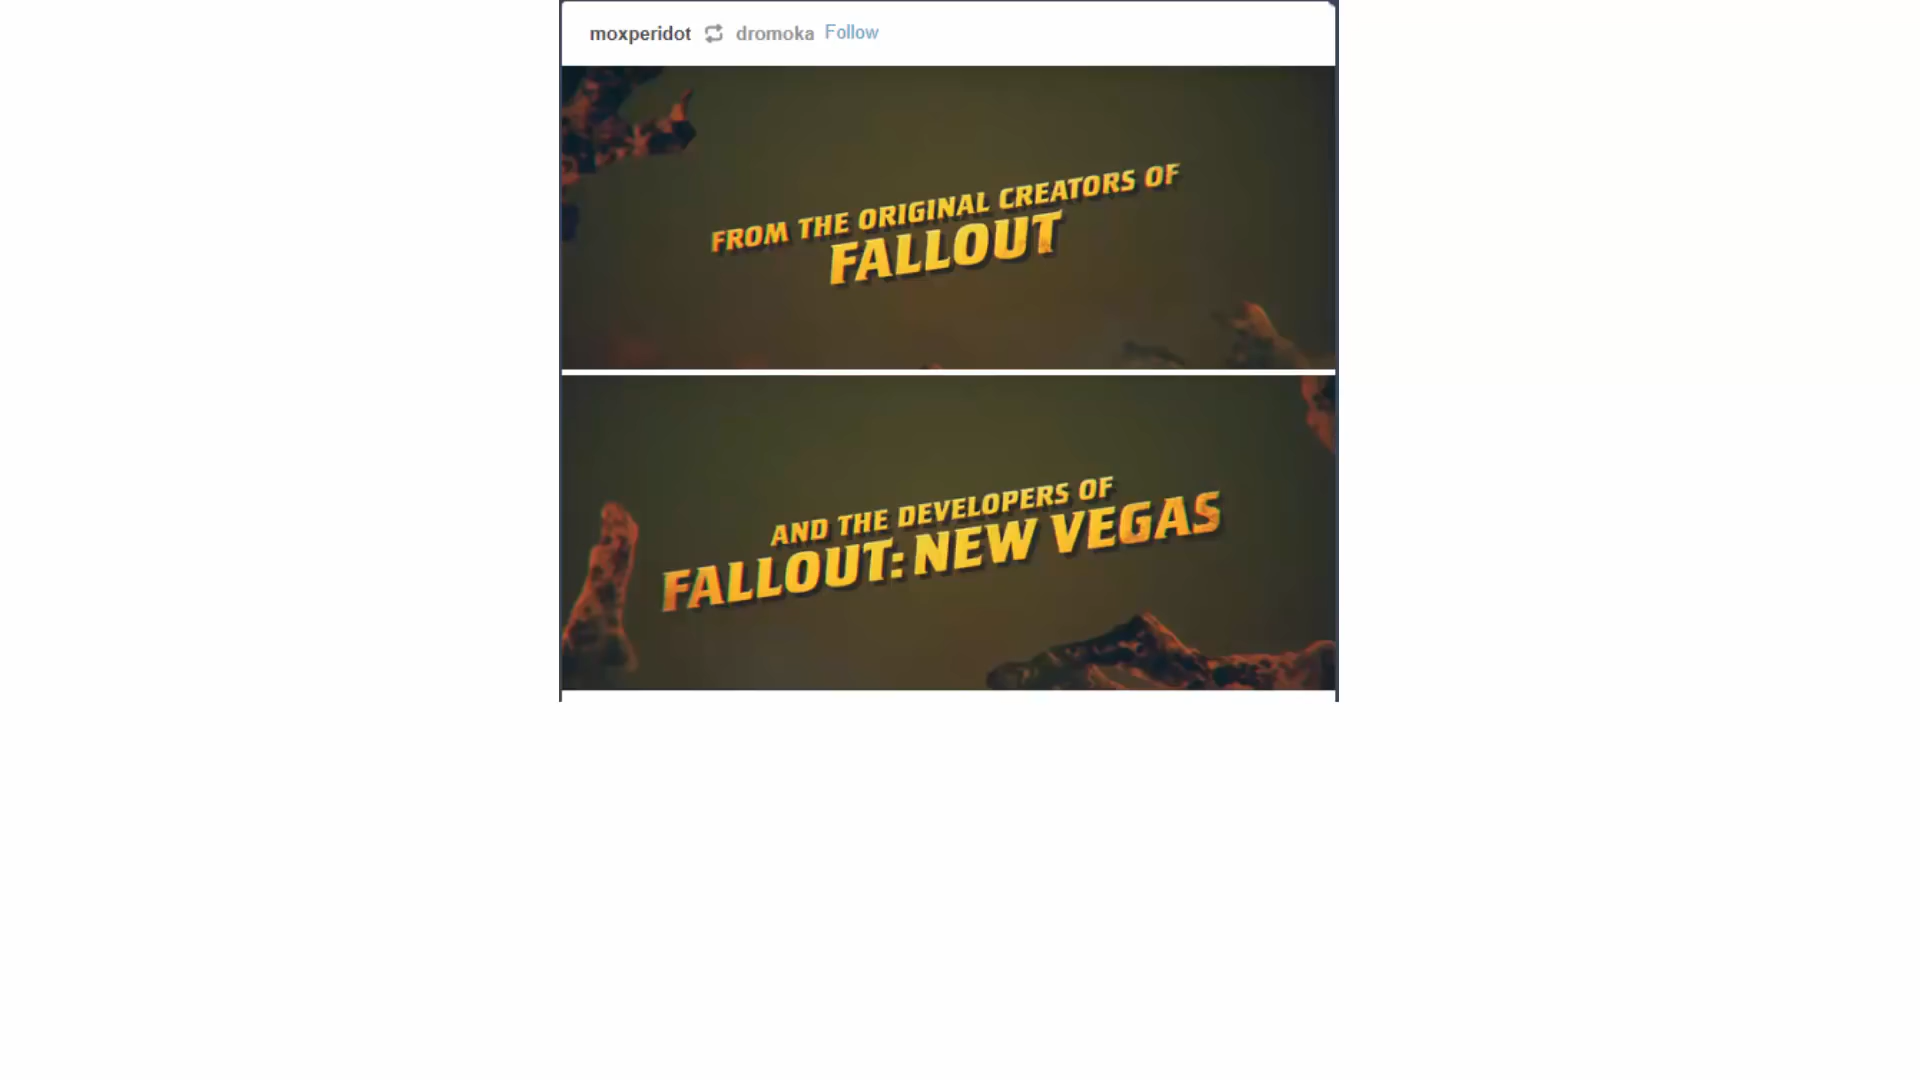 moxperidot dromoka Follow
FROM THE ORIGINAL CREATORS OF
FALLOUT
AND THE DEVELOPERS OF
FALLOUT: NEW VEGAS